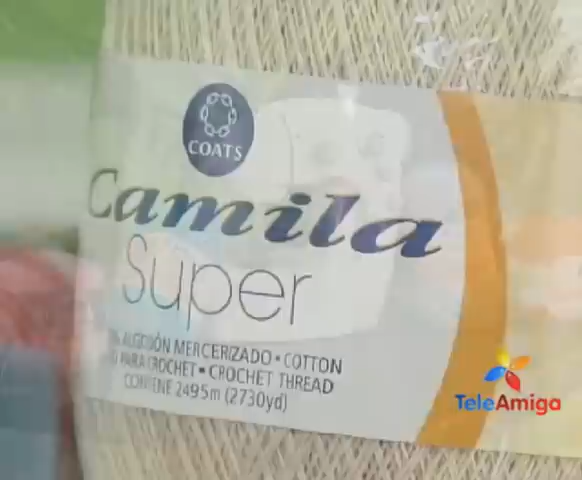 COATS
Camila
Super
ALGODÓN MERCERIZADO • COTTON
PARA CROCHET • CROCHET THREAD
CONTIENE 2495m (2730yd)
TeleAmiga